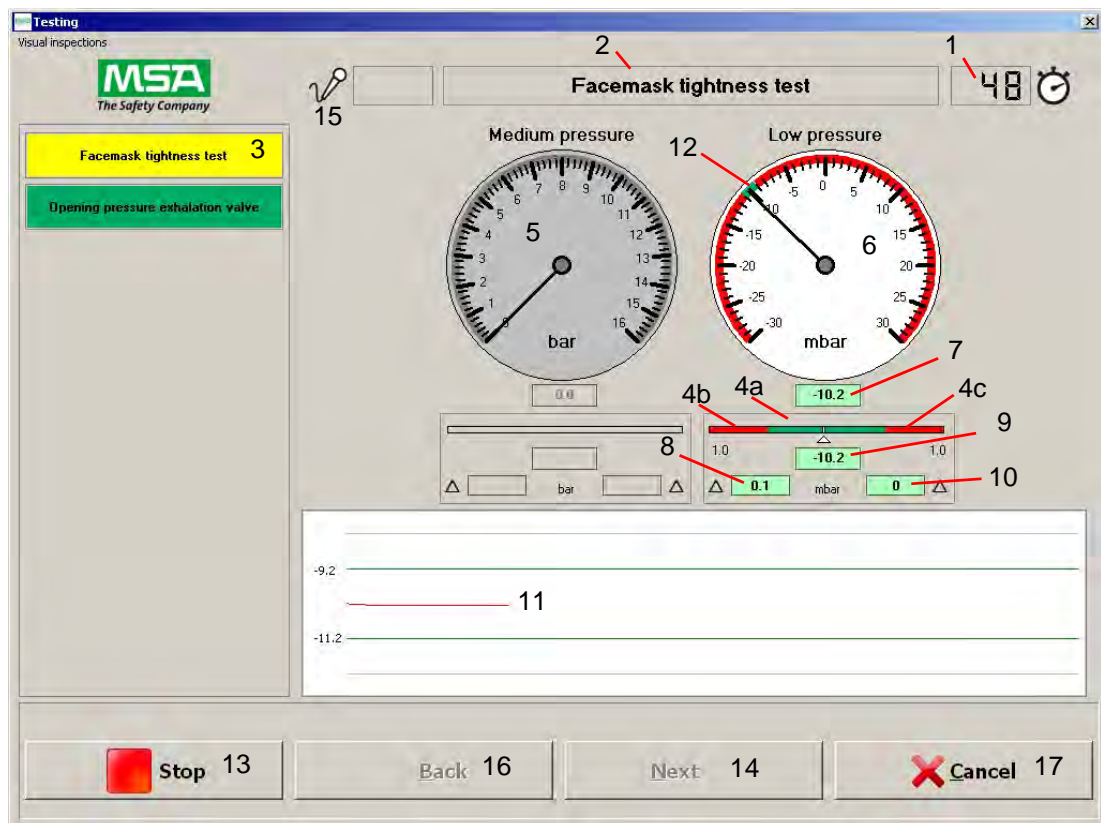 Testing
Visual inspections
MSA
The Safety Company
15
2
Facemask tightness test
1
48
Facemask tightness test 3
Opening pressure exhalation valve
Medium pressure
0 1 2 3 4 5 6 7 8 9 10 11 12 13 14 15 16
5
bar
0.0
Low pressure
12
-30 -25 -20 -15 -10 -5 0 5 10 15 20 25 30
6
mbar
7
-10.2
4b 4a 4c
1.0 1.0
9
-10.2
8
0.1 mbar 0
10
bar
-9.2
11
-11.2
Stop 13
Back 16
Next 14
Cancel 17